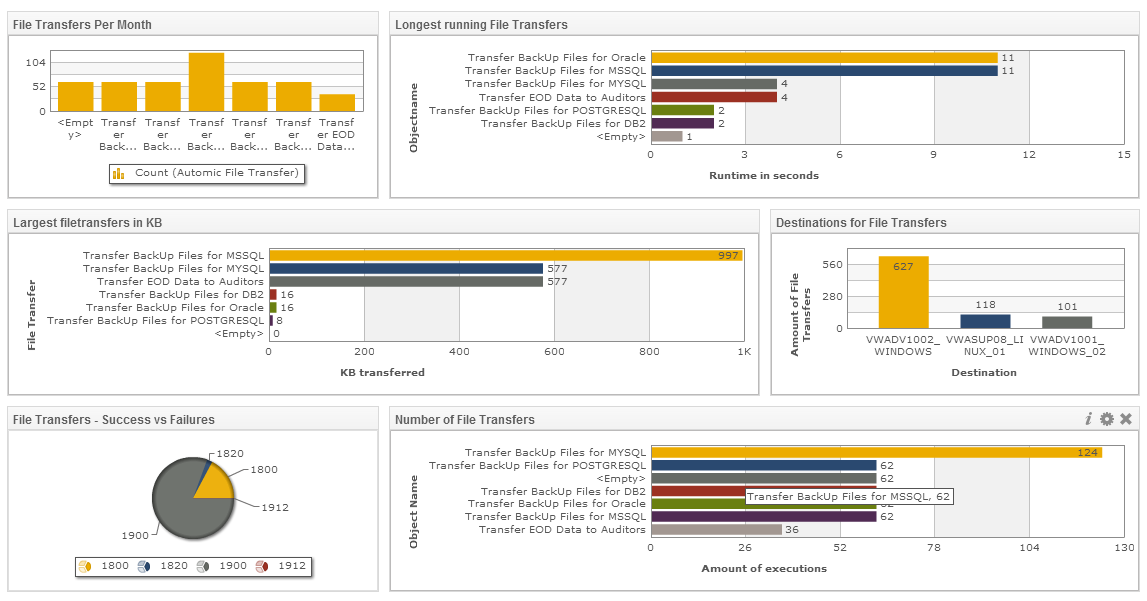 File Transfers Per Month
104
52
0
<Empt
y>
Transf
er
Back...
Transf
er
Back...
Transf
er
Back...
Transf
er
Back...
Transf
er
Back...
Transf
er EOD
Data...
Count (Automic File Transfer)
Longest running File Transfers
Objectname
Transfer BackUp Files for Oracle 11
Transfer BackUp Files for MSSQL 11
Transfer BackUp Files for MYSQL 4
Transfer EOD Data to Auditors 4
Transfer BackUp Files for POSTGRESQL 2
Transfer BackUp Files for DB2 2
<Empty> 1
0 3 6 9 12 15
Runtime in seconds
Largest filetransfers in KB
File Transfer
Transfer BackUp Files for MSSQL 997
Transfer BackUp Files for MYSQL 577
Transfer EOD Data to Auditors 577
Transfer BackUp Files for DB2 16
Transfer BackUp Files for Oracle 16
Transfer BackUp Files for POSTGRESQL 8
<Empty> 0
0 200 400 600 800 1K
KB transferred
Destinations for File Transfers
Amount of File
Transfers
560
280
0
627
118
101
VWADV1002_
WINDOWS
VWASUP08_LI
NUX_01
VWADV1001_
WINDOWS_02
Destination
File Transfers - Success vs Failures
1820
1800
1912
1900
1800 1820 1900 1912
Number of File Transfers
Object Name
Transfer BackUp Files for MYSQL 124
Transfer BackUp Files for POSTGRESQL 62
<Empty> 62
Transfer BackUp Files for DB2
Transfer BackUp Files for MSSQL, 62
Transfer BackUp Files for Oracle
Transfer BackUp Files for MSSQL 62
Transfer EOD Data to Auditors 36
0 26 52 78 104 130
Amount of executions